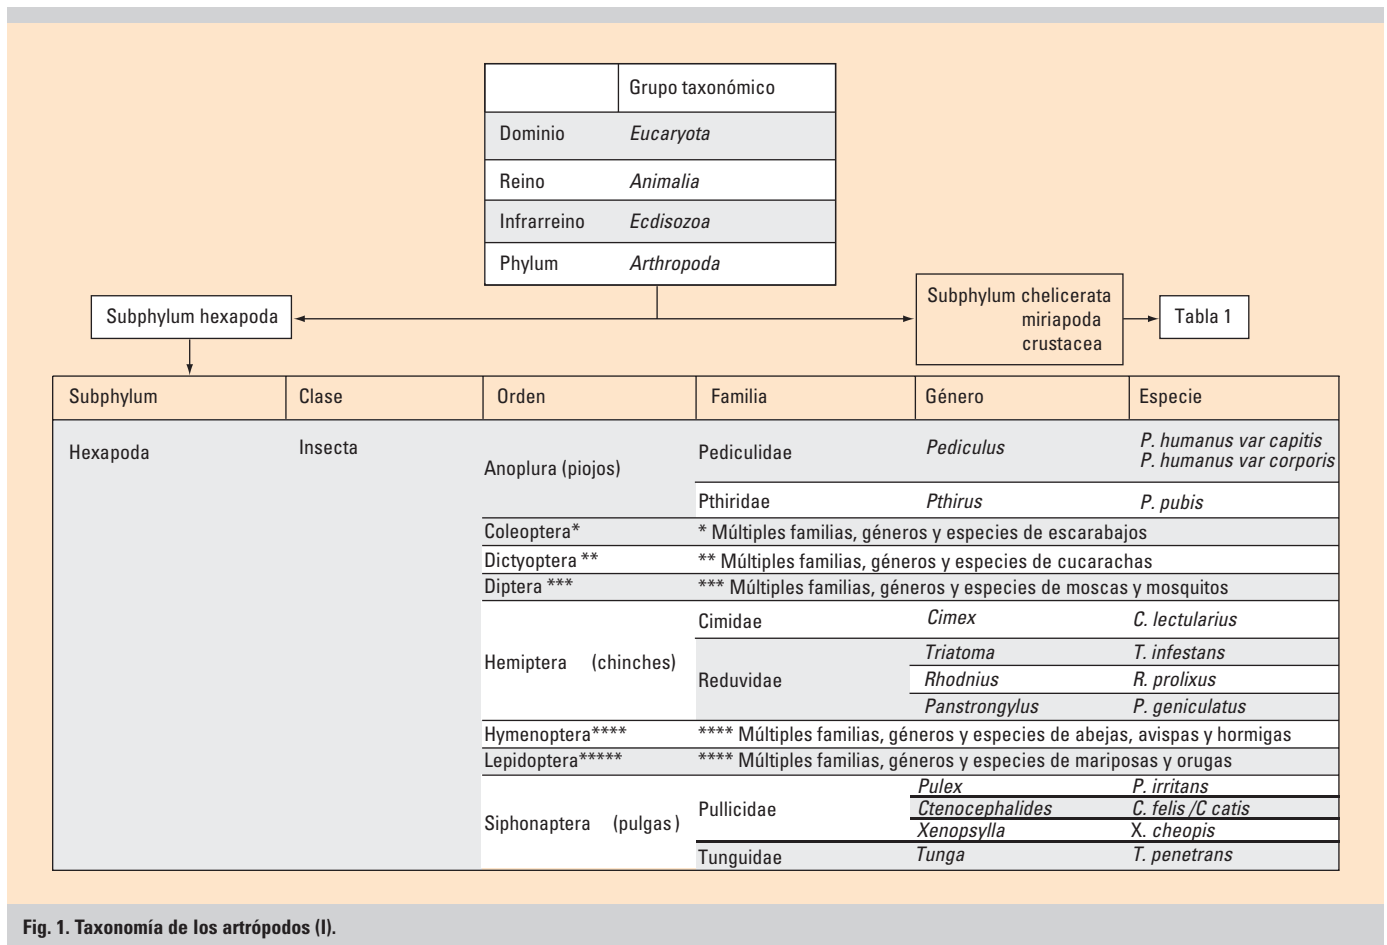 Grupo taxonómico
Dominio Eucaryota
Reino Animalia
Infrarreino Ecdisozoa
Phylum Arthropoda
Subphylum hexapoda
Subphylum chelicerata
miriapoda
crustacea
Tabla 1
Subphylum Clase Orden Familia Género Especie
Hexapoda Insecta Anoplura (piojos) Pediculidae Pediculus P. humanus var capitis
P. humanus var corporis
Pthiridae Pthirus P. pubis
Coleoptera* * Múltiples familias, géneros y especies de escarabajos
Dictyoptera ** ** Múltiples familias, géneros y especies de cucarachas
Diptera *** *** Múltiples familias, géneros y especies de moscas y mosquitos
Hemiptera (chinches) Cimidae Cimex C. lectularius
Reduvidae Triatoma T. infestans
Rhodnius R. prolixus
Panstrongylus P. geniculatus
Hymenoptera**** **** Múltiples familias, géneros y especies de abejas, avispas y hormigas
Lepidoptera***** **** Múltiples familias, géneros y especies de mariposas y orugas
Siphonaptera (pulgas) Pullicidae Pulex P. irritans
Ctenocephalides C. felis /C catis
Xenopsylla X. cheopis
Tunguidae Tunga T. penetrans
Fig. 1. Taxonomía de los artrópodos (I).